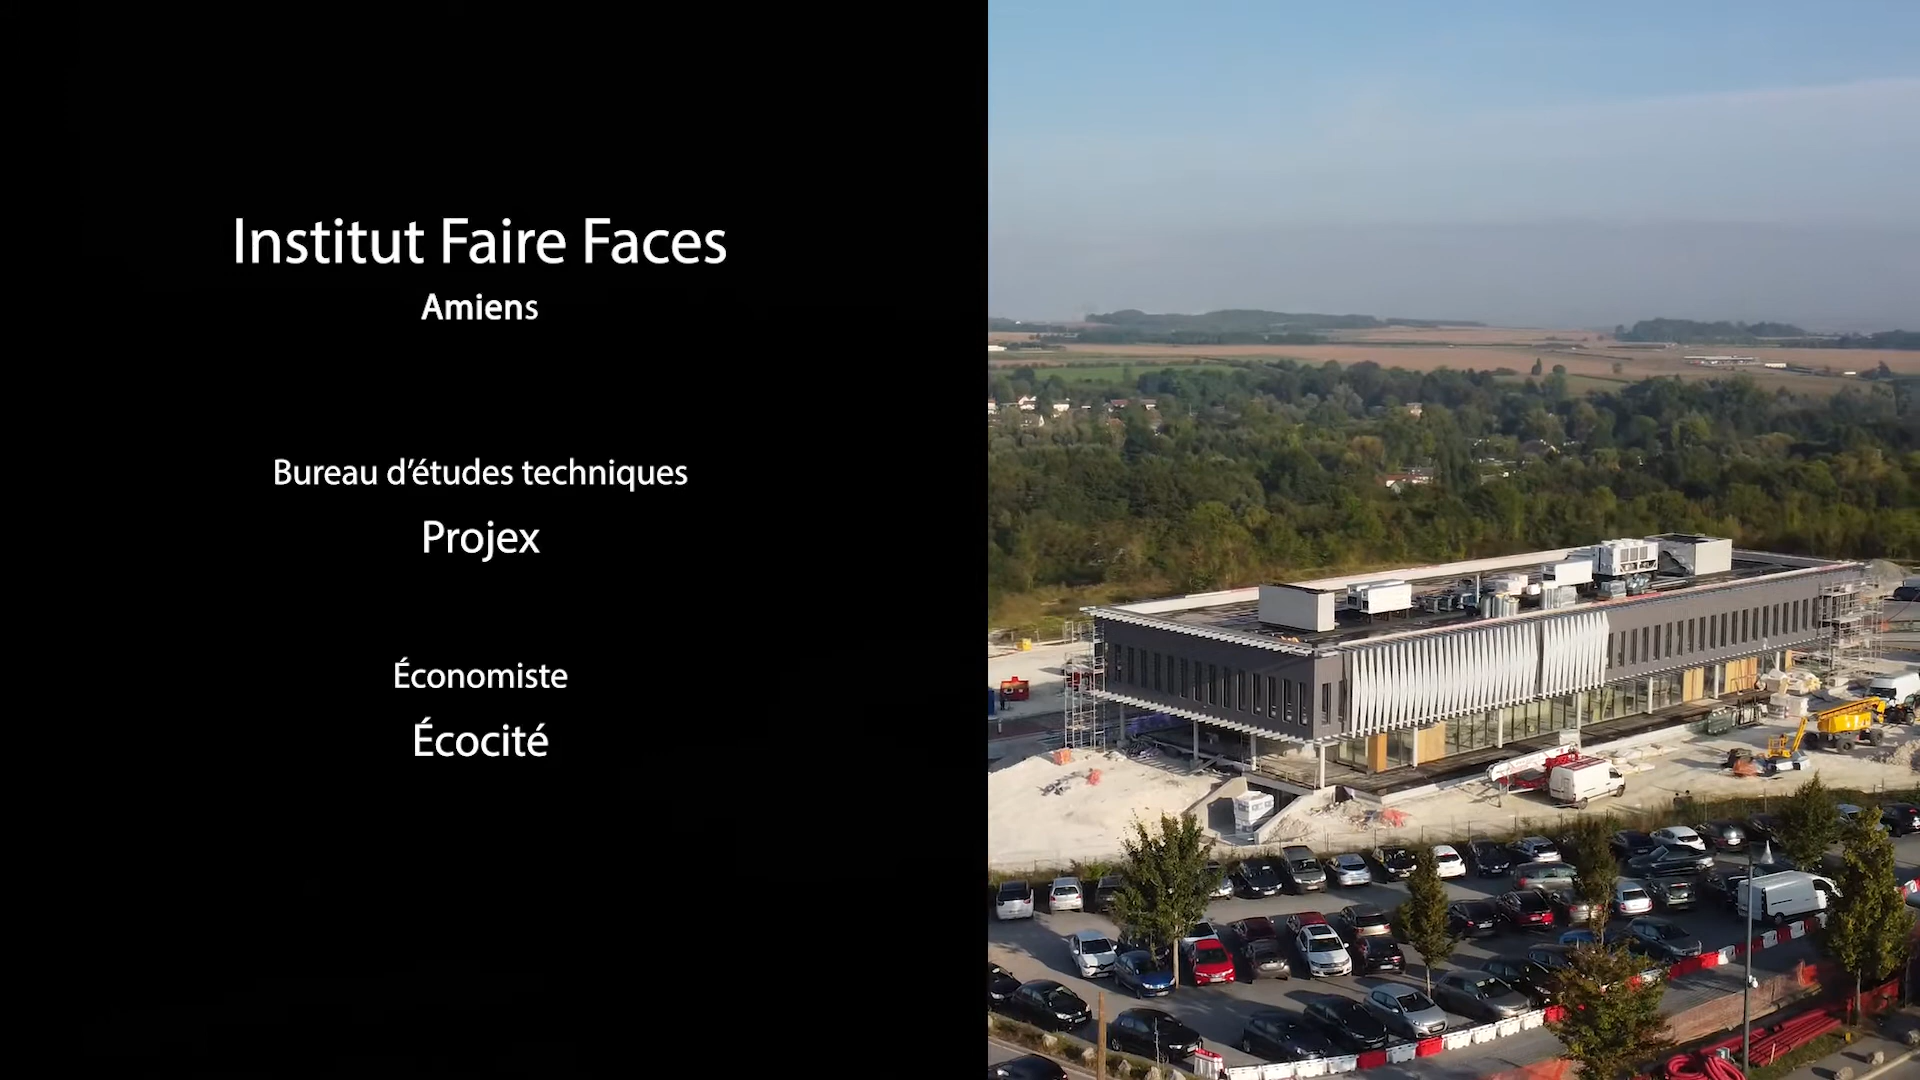 Institut Faire Faces
Amiens
Bureau d’études techniques
Projex
Économiste
Écocité